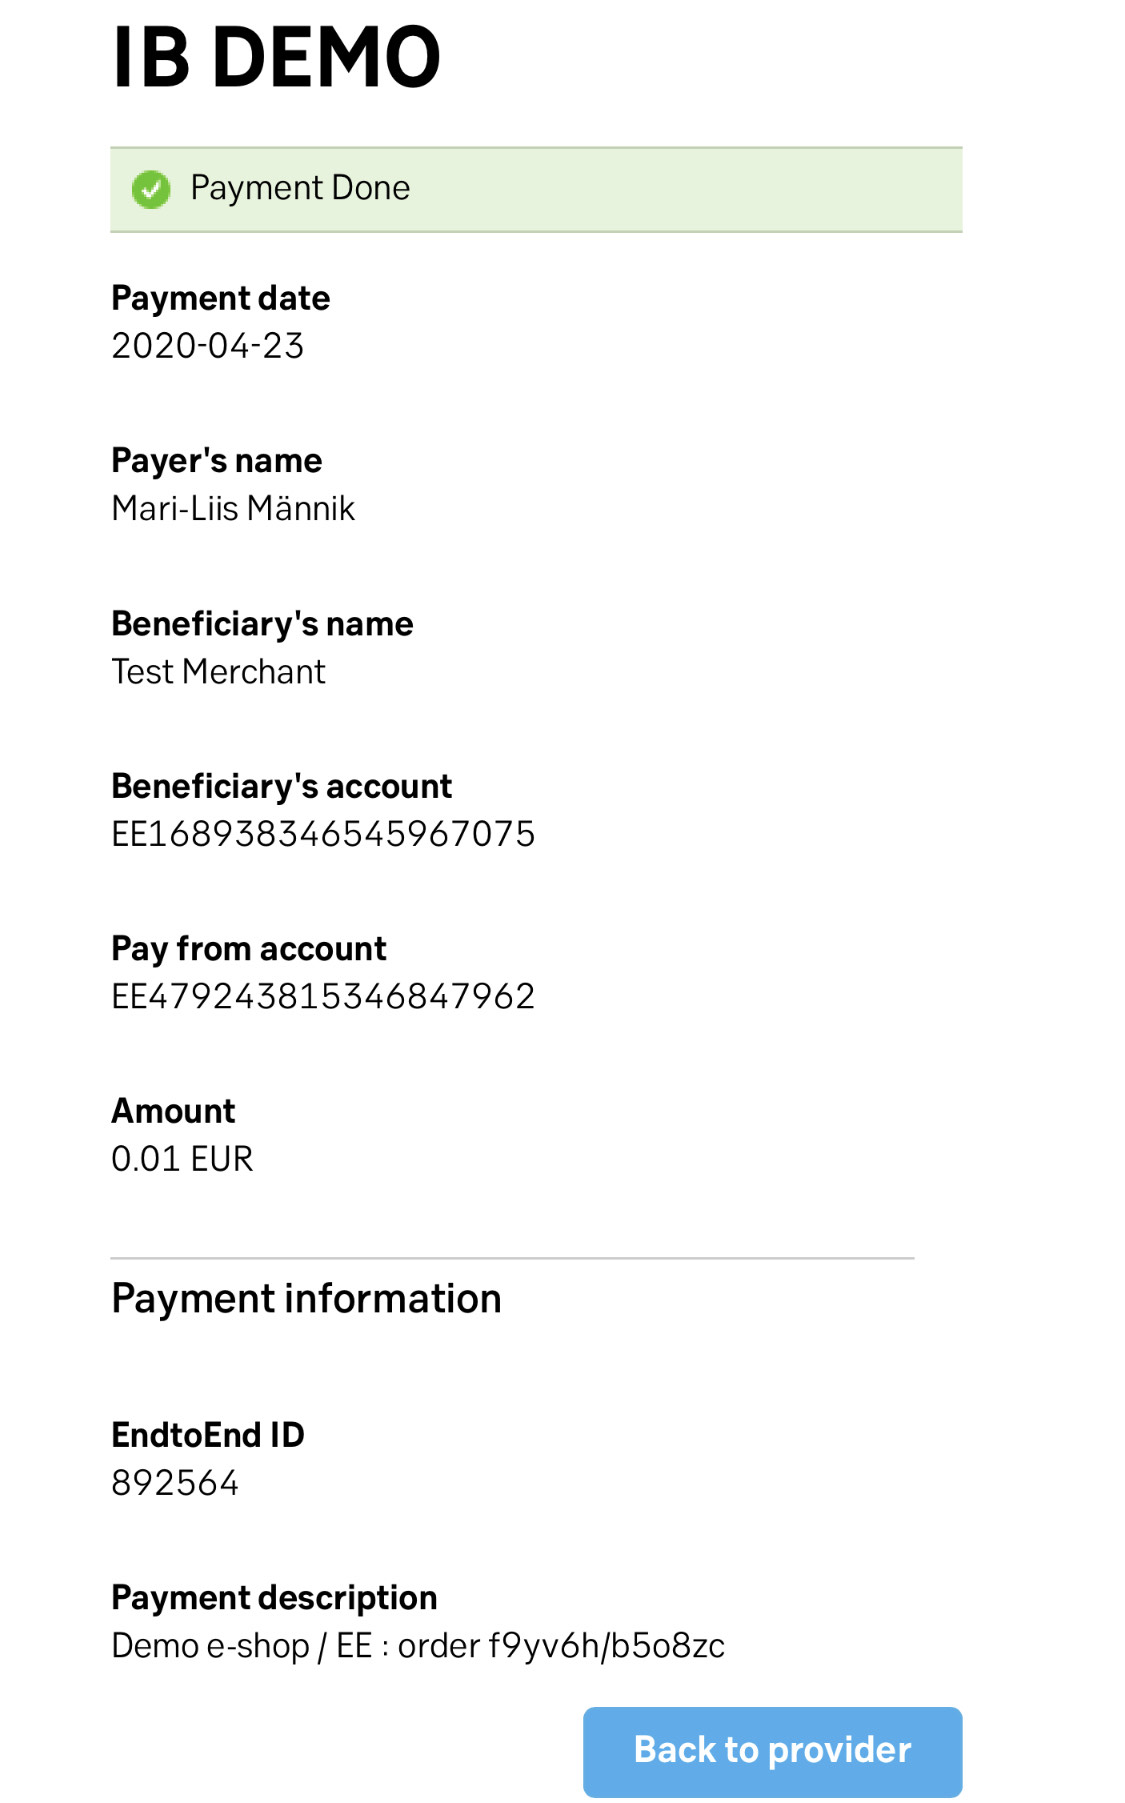 IB DEMO
Payment Done
Payment date
2020-04-23
Payer's name
Mari-Liis Männik
Beneficiary's name
Test Merchant
Beneficiary's account
EE168938346545967075
Pay from account
EE479243815346847962
Amount
0.01 EUR
Payment information
EndtoEnd ID
892564
Payment description
Demo e-shop / EE : order f9yv6h/b5o8zc
Back to provider